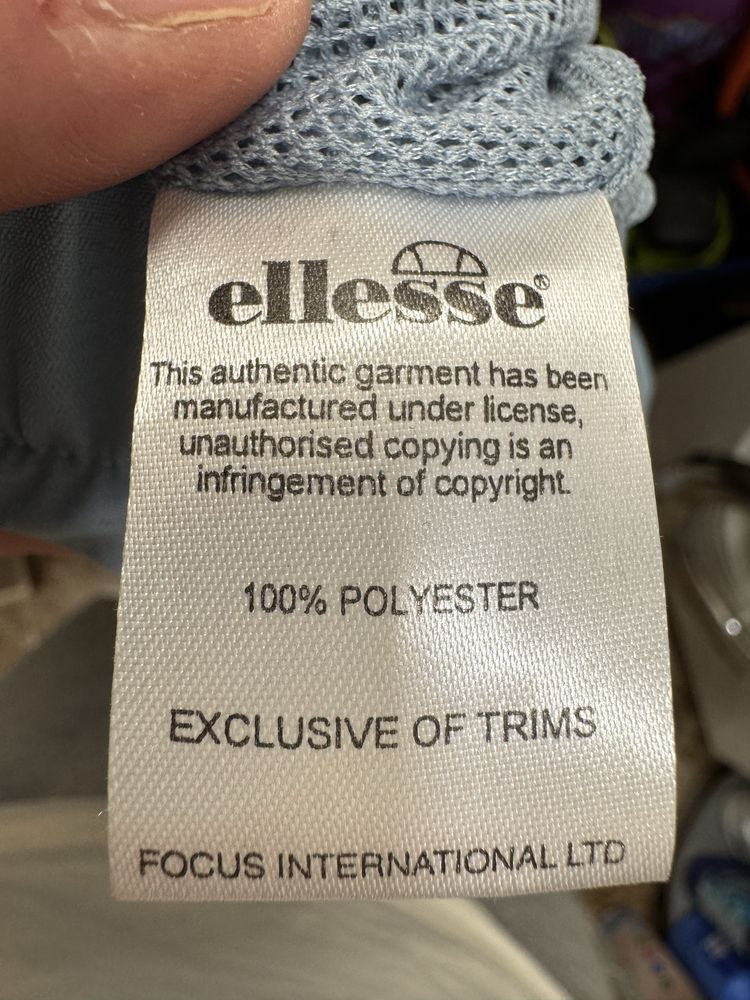 ellesse®
This authentic garment has been
manufactured under license,
unauthorised copying is an
infringement of copyright.
100% POLYESTER
EXCLUSIVE OF TRIMS
FOCUS INTERNATIONAL LTD